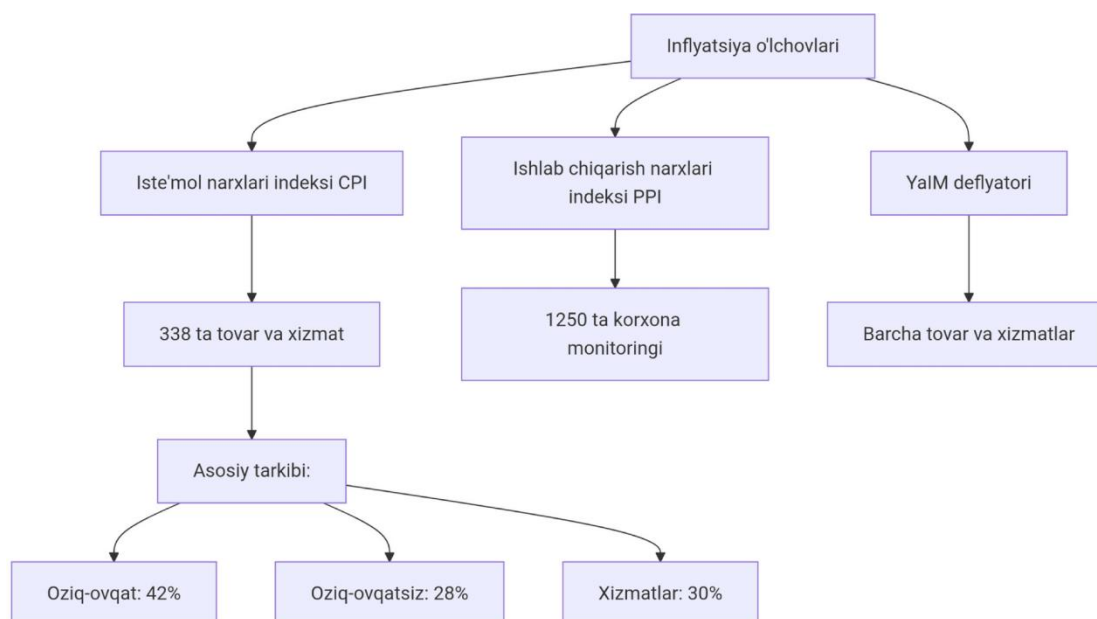 Inflyatsiya o'lchovlari
Iste'mol narxlari indeksi CPI
Ishlab chiqarish narxlari
indeksi PPI
YaIM deflyatori
338 ta tovar va xizmat
1250 ta korxona
monitoringi
Barcha tovar va xizmatlar
Asosiy tarkibi:
Oziq-ovqat: 42%
Oziq-ovqatsiz: 28%
Xizmatlar: 30%